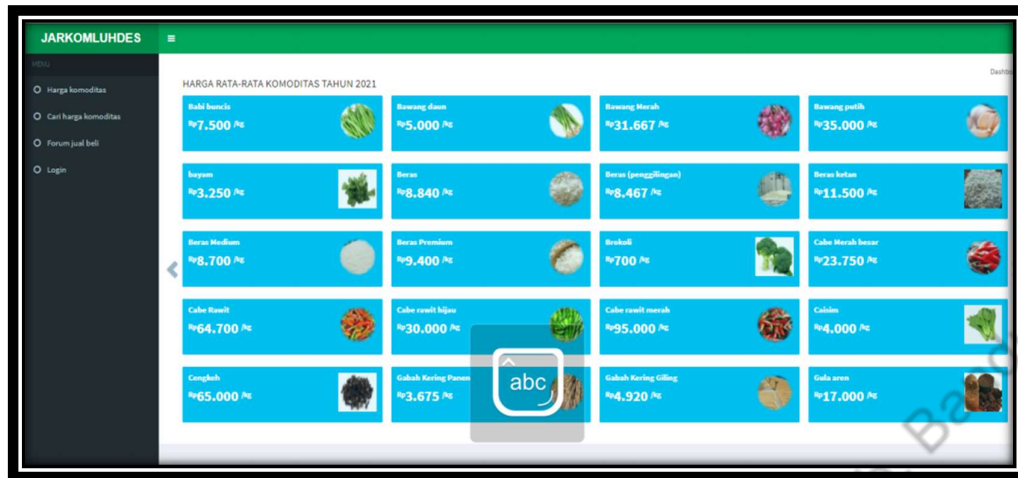 JARKOMLUHDES
MENU
Harga komoditas
Cari harga komoditas
Forum jual beli
Login
Dashbo
HARGA RATA-RATA KOMODITAS TAHUN 2021
Babi buncis
Rp7.500 /kg
Bawang daun
Rp5.000 /kg
Bawang Merah
Rp31.667 /kg
Bawang putih
Rp35.000 /kg
bayam
Rp3.250 /kg
Beras
Rp8.840 /kg
Beras (penggilingan)
Rp8.467 /kg
Beras ketan
Rp11.500 /kg
Beras Medium
Rp8.700 /kg
Beras Premium
Rp9.400 /kg
Brokoli
Rp700 /kg
Cabe Merah besar
Rp23.750 /kg
Cabe Rawit
Rp64.700 /kg
Cabe rawit hijau
Rp30.000 /kg
Cabe rawit merah
Rp95.000 /kg
Caisim
Rp4.000 /kg
Cengkeh
Rp65.000 /kg
Gabah Kering Panen
Rp3.675 /kg
Gabah Kering Giling
Rp4.920 /kg
Gula aren
Rp17.000 /kg
abc